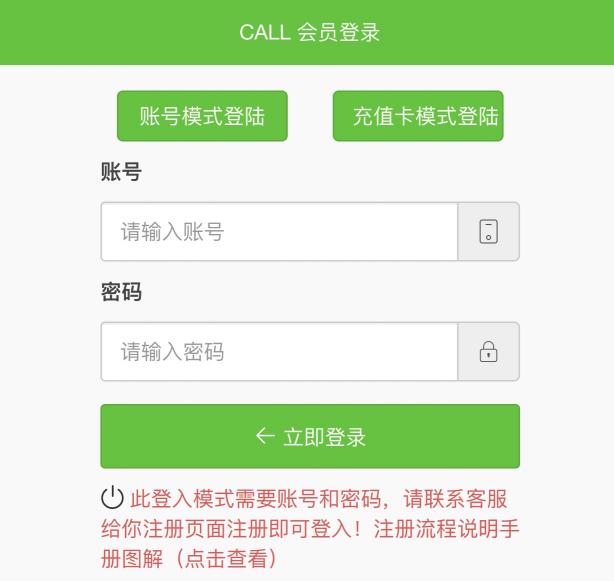 CALL 会员登录
账号模式登陆
充值卡模式登陆
账号
请输入账号
密码
请输入密码
立即登录
此登入模式需要账号和密码，请联系客服
给你注册页面注册即可登入！注册流程说明手
册图解（点击查看）